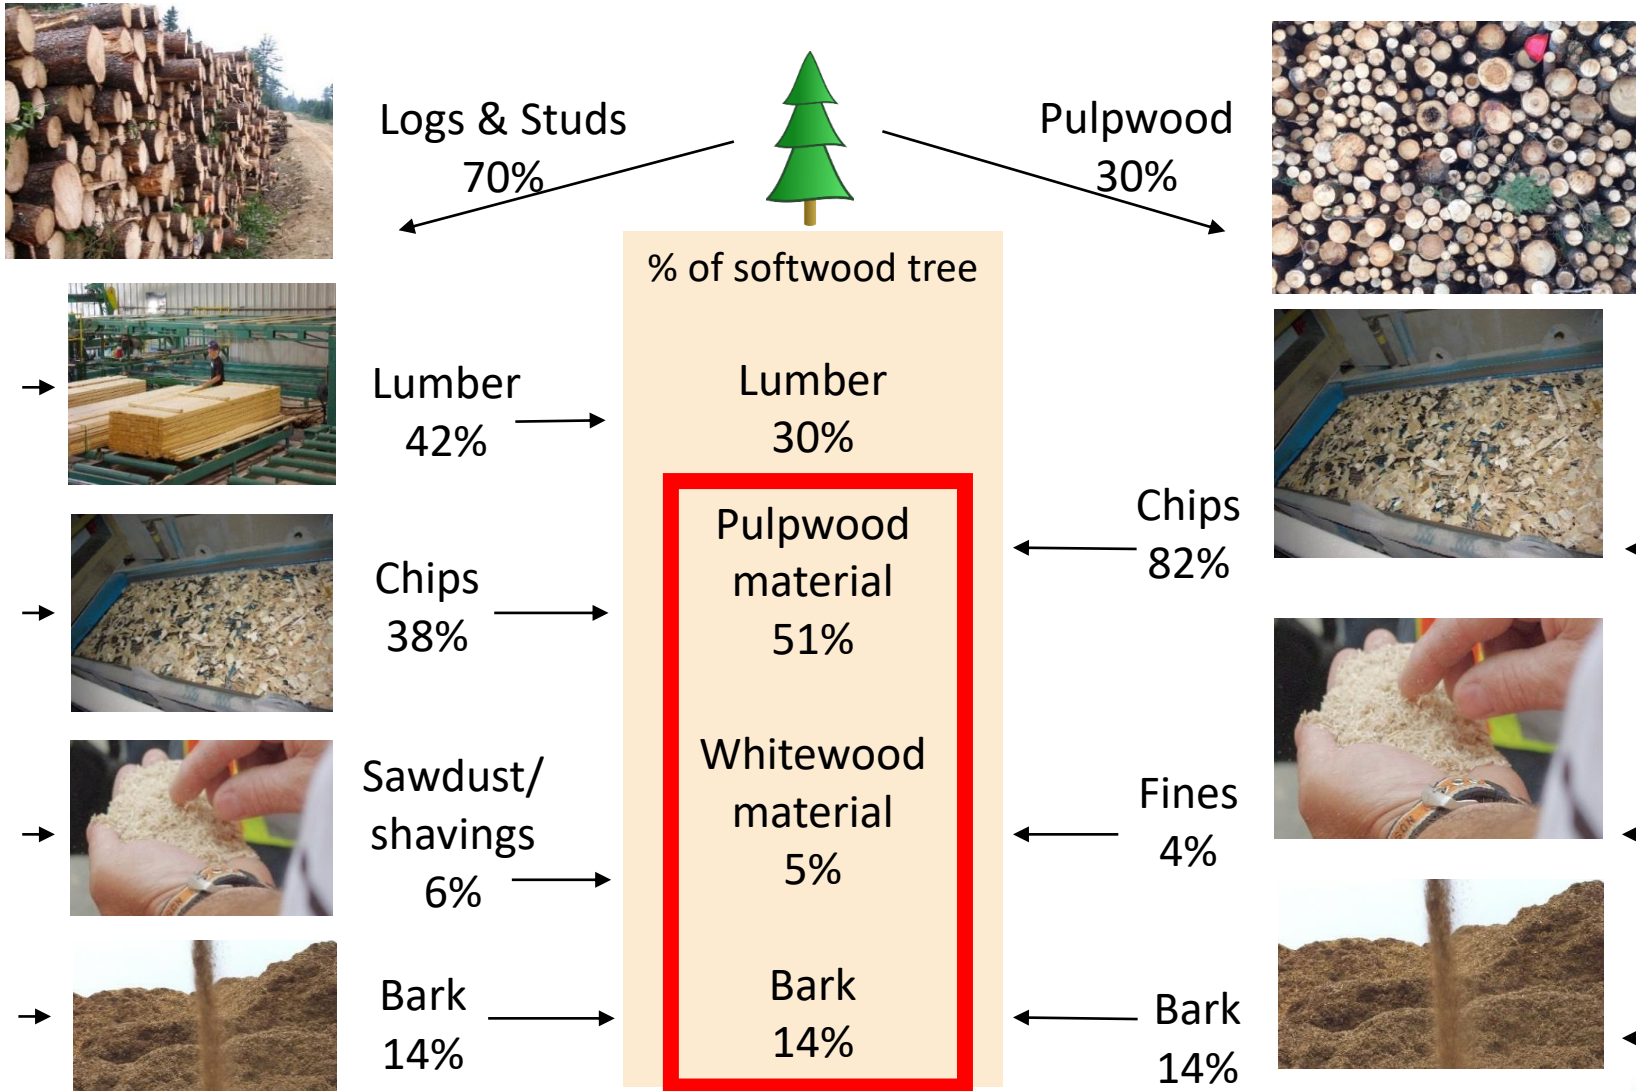 Logs & Studs
70%
Pulpwood
30%
% of softwood tree
Lumber
42%
Lumber
30%
Chips
38%
Pulpwood
material
51%
Chips
82%
Sawdust/
shavings
6%
Whitewood
material
5%
Fines
4%
Bark
14%
Bark
14%
Bark
14%